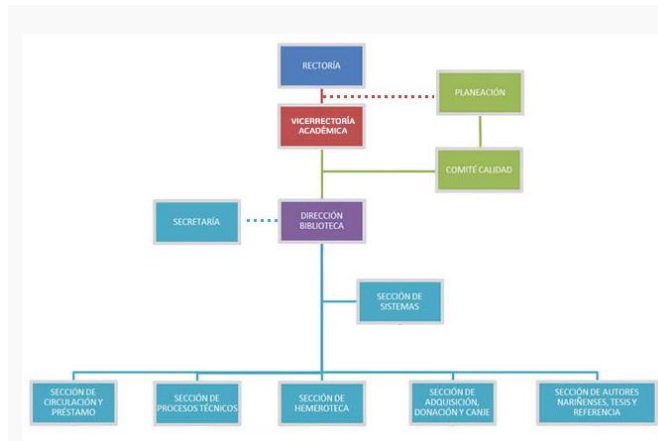 RECTORÍA
PLANEACIÓN
VICERRECTORÍA
ACADÉMICA
COMITÉ CALIDAD
SECRETARÍA
DIRECCIÓN
BIBLIOTECA
SECCIÓN DE
SISTEMAS
SECCIÓN DE
CIRCULACIÓN Y
PRÉSTAMO
SECCIÓN DE
PROCESOS TÉCNICOS
SECCIÓN DE
HEMEROTECA
SECCIÓN DE
ADQUISICIÓN,
DONACIÓN Y CANJE
SECCIÓN DE AUTORES
NARIÑENSES, TESIS Y
REFERENCIA